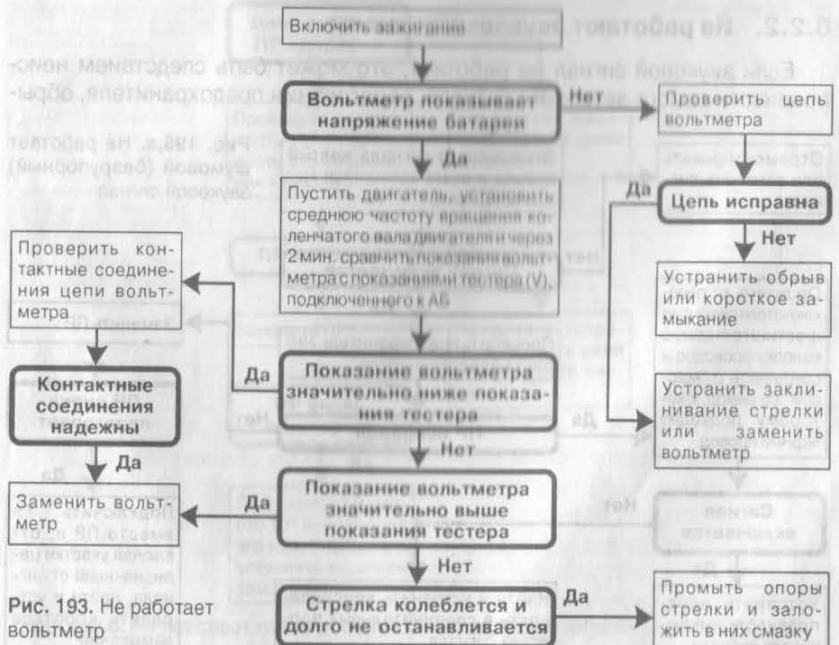 Включить зажигание
Вольтметр показывает
напряжение батареи
Нет
Проверить цепь
вольтметра
Да
Пустить двигатель, установить
среднюю частоту вращения ко-
ленчатого вала двигателя и через
2 мин. сравнить показания вольт-
метра с показаниями тестера (V),
подключенного к АБ
Да
Цепь исправна
Нет
Устранить обрыв
или короткое за-
мыкание
Проверить кон-
тактные соедине-
ния цепи вольт-
метра
Да
Показание вольтметра
значительно ниже показа-
ния тестера
Устранить закли-
нивание стрелки
или заменить
вольтметр
Контактные
соединения
надежны
Да
Нет
Заменить вольт-
метр
Да
Показание вольтметра
значительно выше
показания тестера
Нет
Стрелка колеблется и
долго не останавливается
Да
Промыть опоры
стрелки и зало-
жить в них смазку
Рис. 193. Не работает
вольтметр